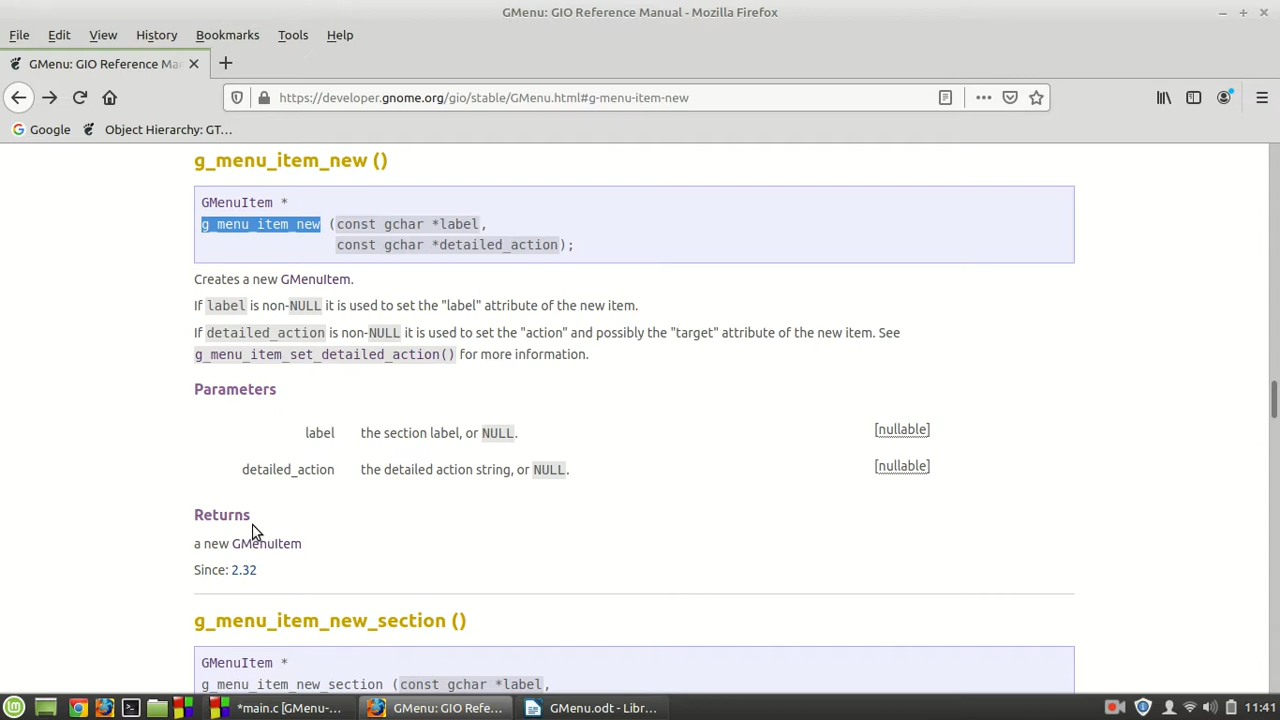 GMenu: GIO Reference Manual - Mozilla Firefox
File Edit View History Bookmarks Tools Help
GMenu: GIO Reference Ma
https://developer.gnome.org/gio/stable/GMenu.html#g-menu-item-new
Google Object Hierarchy: GT...
g_menu_item_new ()
GMenuItem *
g_menu_item_new (const gchar *label,
const gchar *detailed_action);
Creates a new GMenuItem.
If label is non-NULL it is used to set the "label" attribute of the new item.
If detailed_action is non-NULL it is used to set the "action" and possibly the "target" attribute of the new item. See
g_menu_item_set_detailed_action() for more information.
Parameters
label the section label, or NULL. [nullable]
detailed_action the detailed action string, or NULL. [nullable]
Returns
a new GMenuItem
Since: 2.32
g_menu_item_new_section ()
GMenuItem *
g_menu_item_new_section (const gchar *label,
*main.c [GMenu-... GMenu: GIO Refe... GMenu.odt - Libr... 11:41